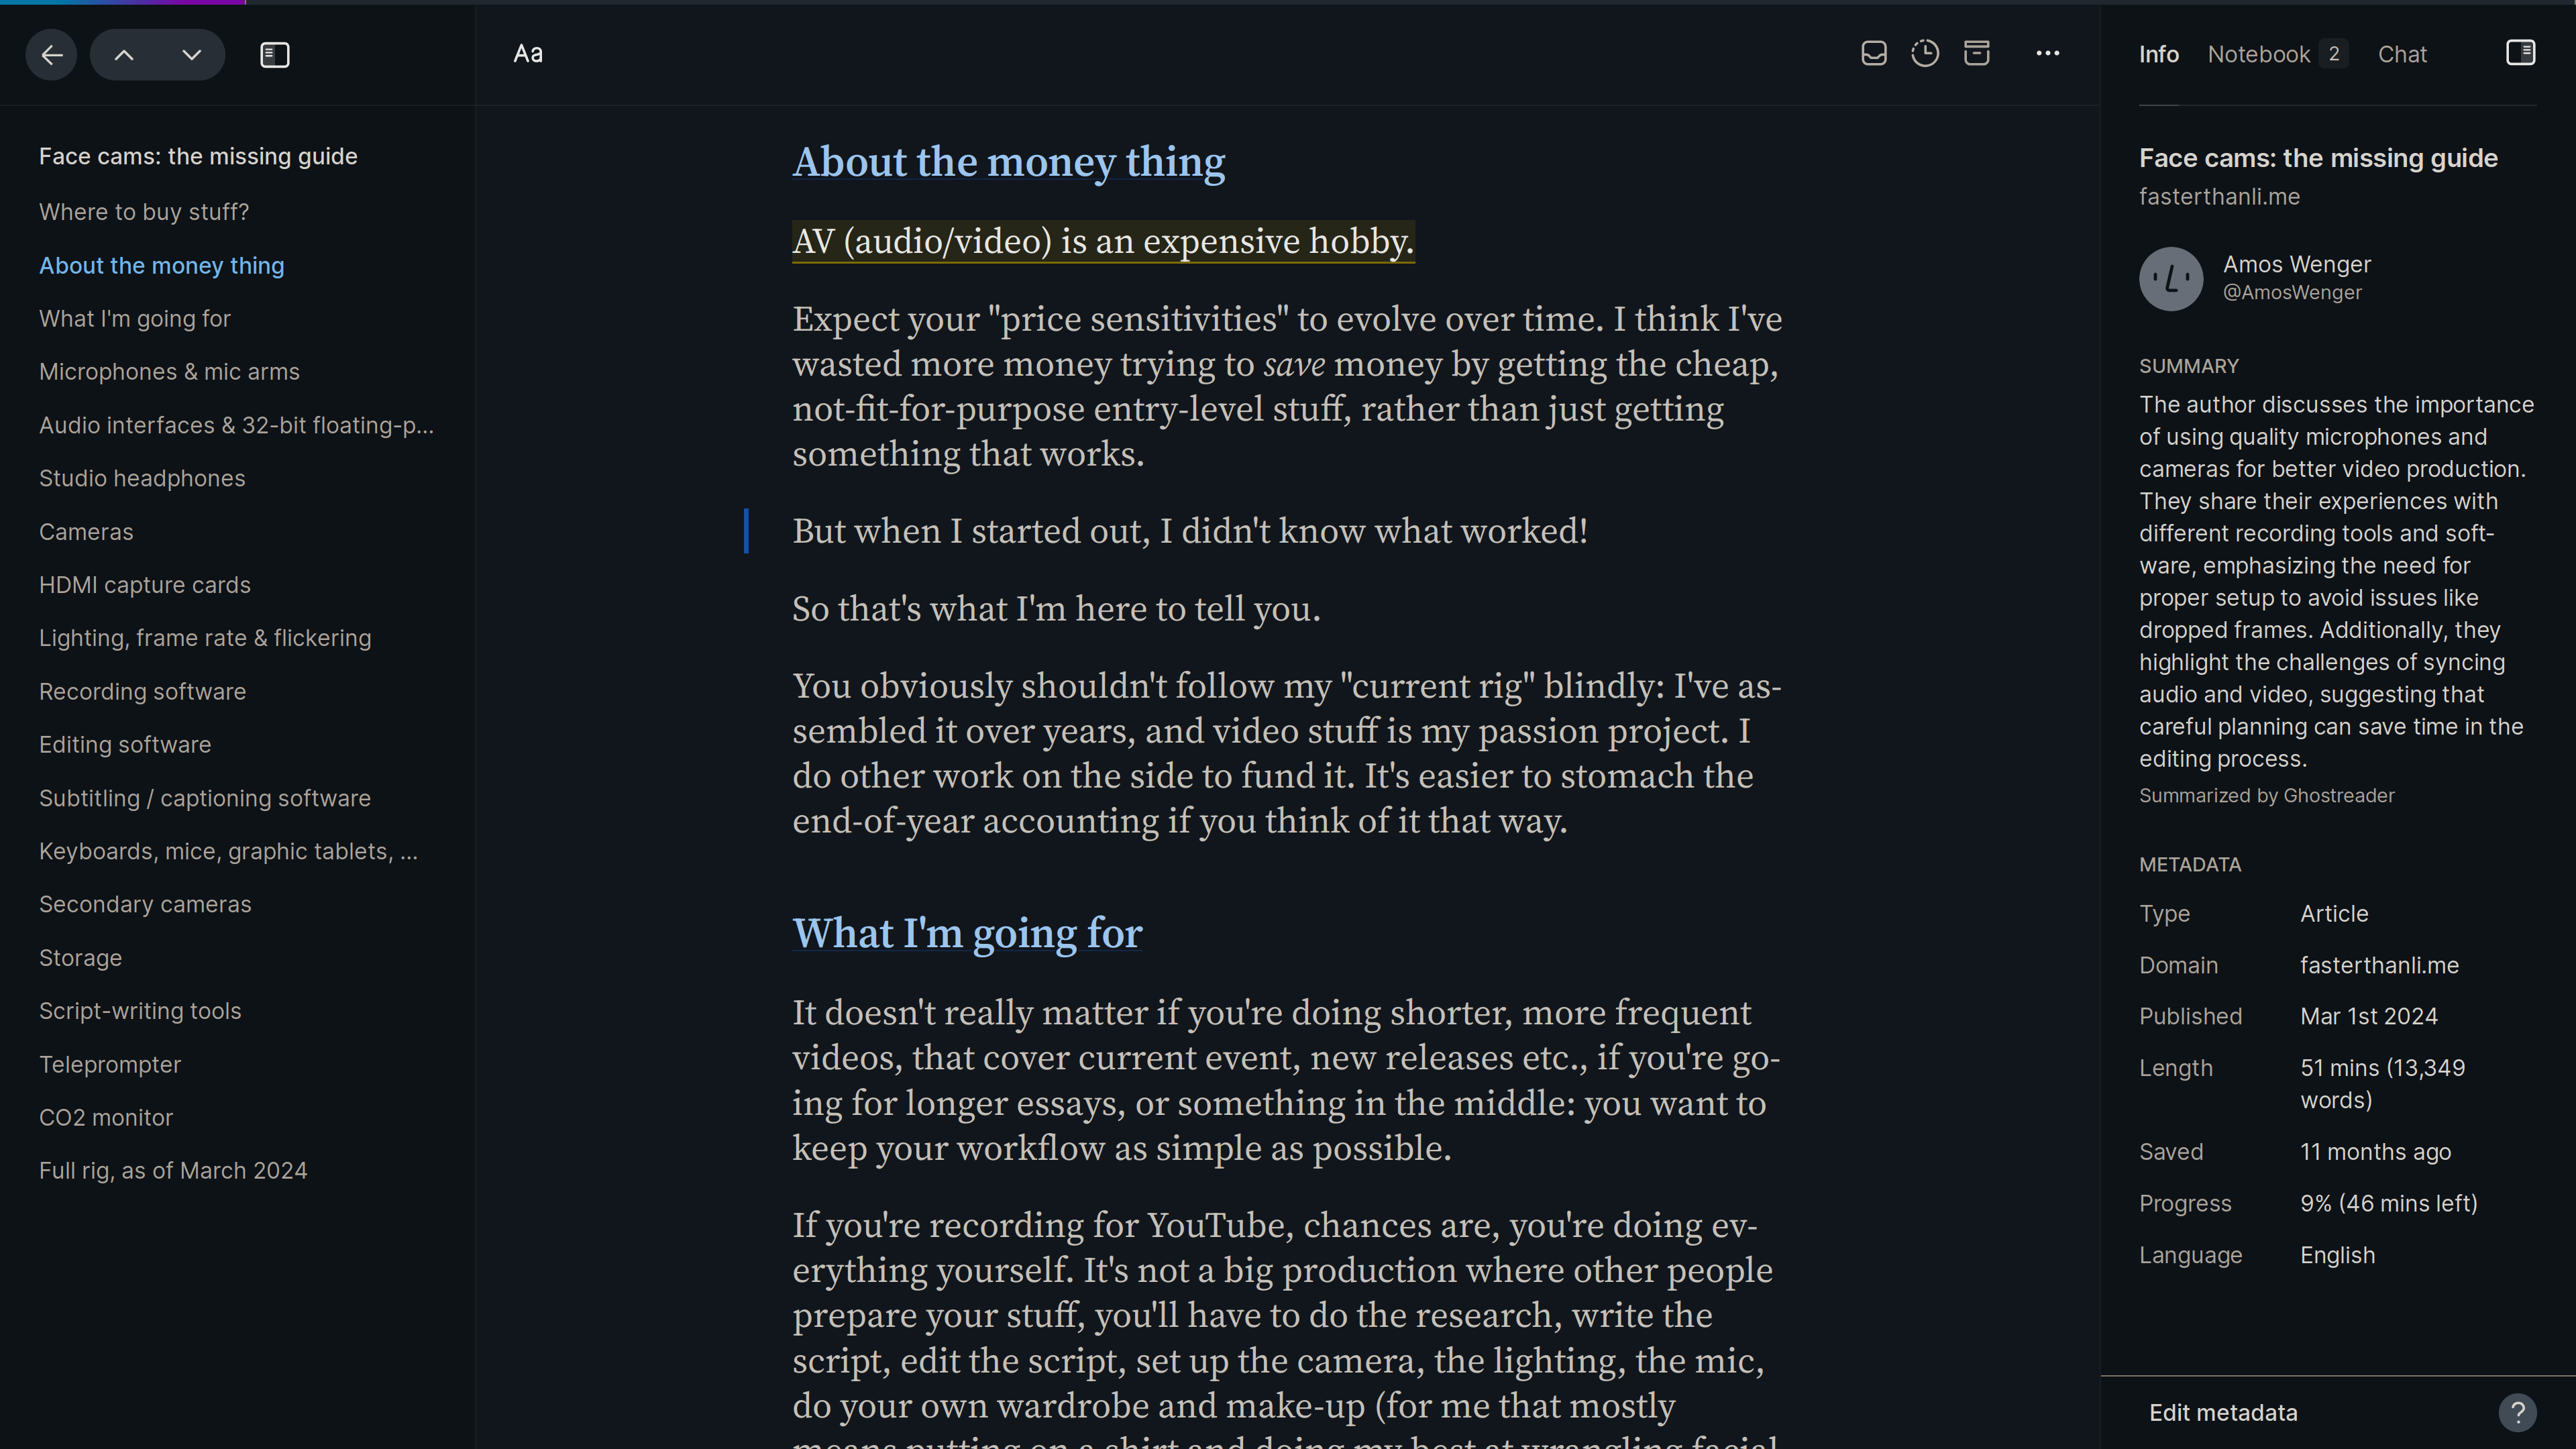 Aa
Info Notebook 2 Chat
Face cams: the missing guide
Where to buy stuff?
About the money thing
What I'm going for
Microphones & mic arms
Audio interfaces & 32-bit floating-p...
Studio headphones
Cameras
HDMI capture cards
Lighting, frame rate & flickering
Recording software
Editing software
Subtitling / captioning software
Keyboards, mice, graphic tablets, ...
Secondary cameras
Storage
Script-writing tools
Teleprompter
CO2 monitor
Full rig, as of March 2024
About the money thing
AV (audio/video) is an expensive hobby.
Expect your "price sensitivities" to evolve over time. I think I've
wasted more money trying to save money by getting the cheap,
not-fit-for-purpose entry-level stuff, rather than just getting
something that works.
But when I started out, I didn't know what worked!
So that's what I'm here to tell you.
You obviously shouldn't follow my "current rig" blindly: I've as-
sembled it over years, and video stuff is my passion project. I
do other work on the side to fund it. It's easier to stomach the
end-of-year accounting if you think of it that way.
What I'm going for
It doesn't really matter if you're doing shorter, more frequent
videos, that cover current event, new releases etc., if you're go-
ing for longer essays, or something in the middle: you want to
keep your workflow as simple as possible.
If you're recording for YouTube, chances are, you're doing ev-
erything yourself. It's not a big production where other people
prepare your stuff, you'll have to do the research, write the
script, edit the script, set up the camera, the lighting, the mic,
do your own wardrobe and make-up (for me that mostly
means putting on a shirt and doing my best at wrangling facial
Face cams: the missing guide
fasterthanli.me
Amos Wenger
@AmosWenger
SUMMARY
The author discusses the importance
of using quality microphones and
cameras for better video production.
They share their experiences with
different recording tools and soft-
ware, emphasizing the need for
proper setup to avoid issues like
dropped frames. Additionally, they
highlight the challenges of syncing
audio and video, suggesting that
careful planning can save time in the
editing process.
Summarized by Ghostreader
METADATA
Type Article
Domain fasterthanli.me
Published Mar 1st 2024
Length 51 mins (13,349
words)
Saved 11 months ago
Progress 9% (46 mins left)
Language English
Edit metadata ?